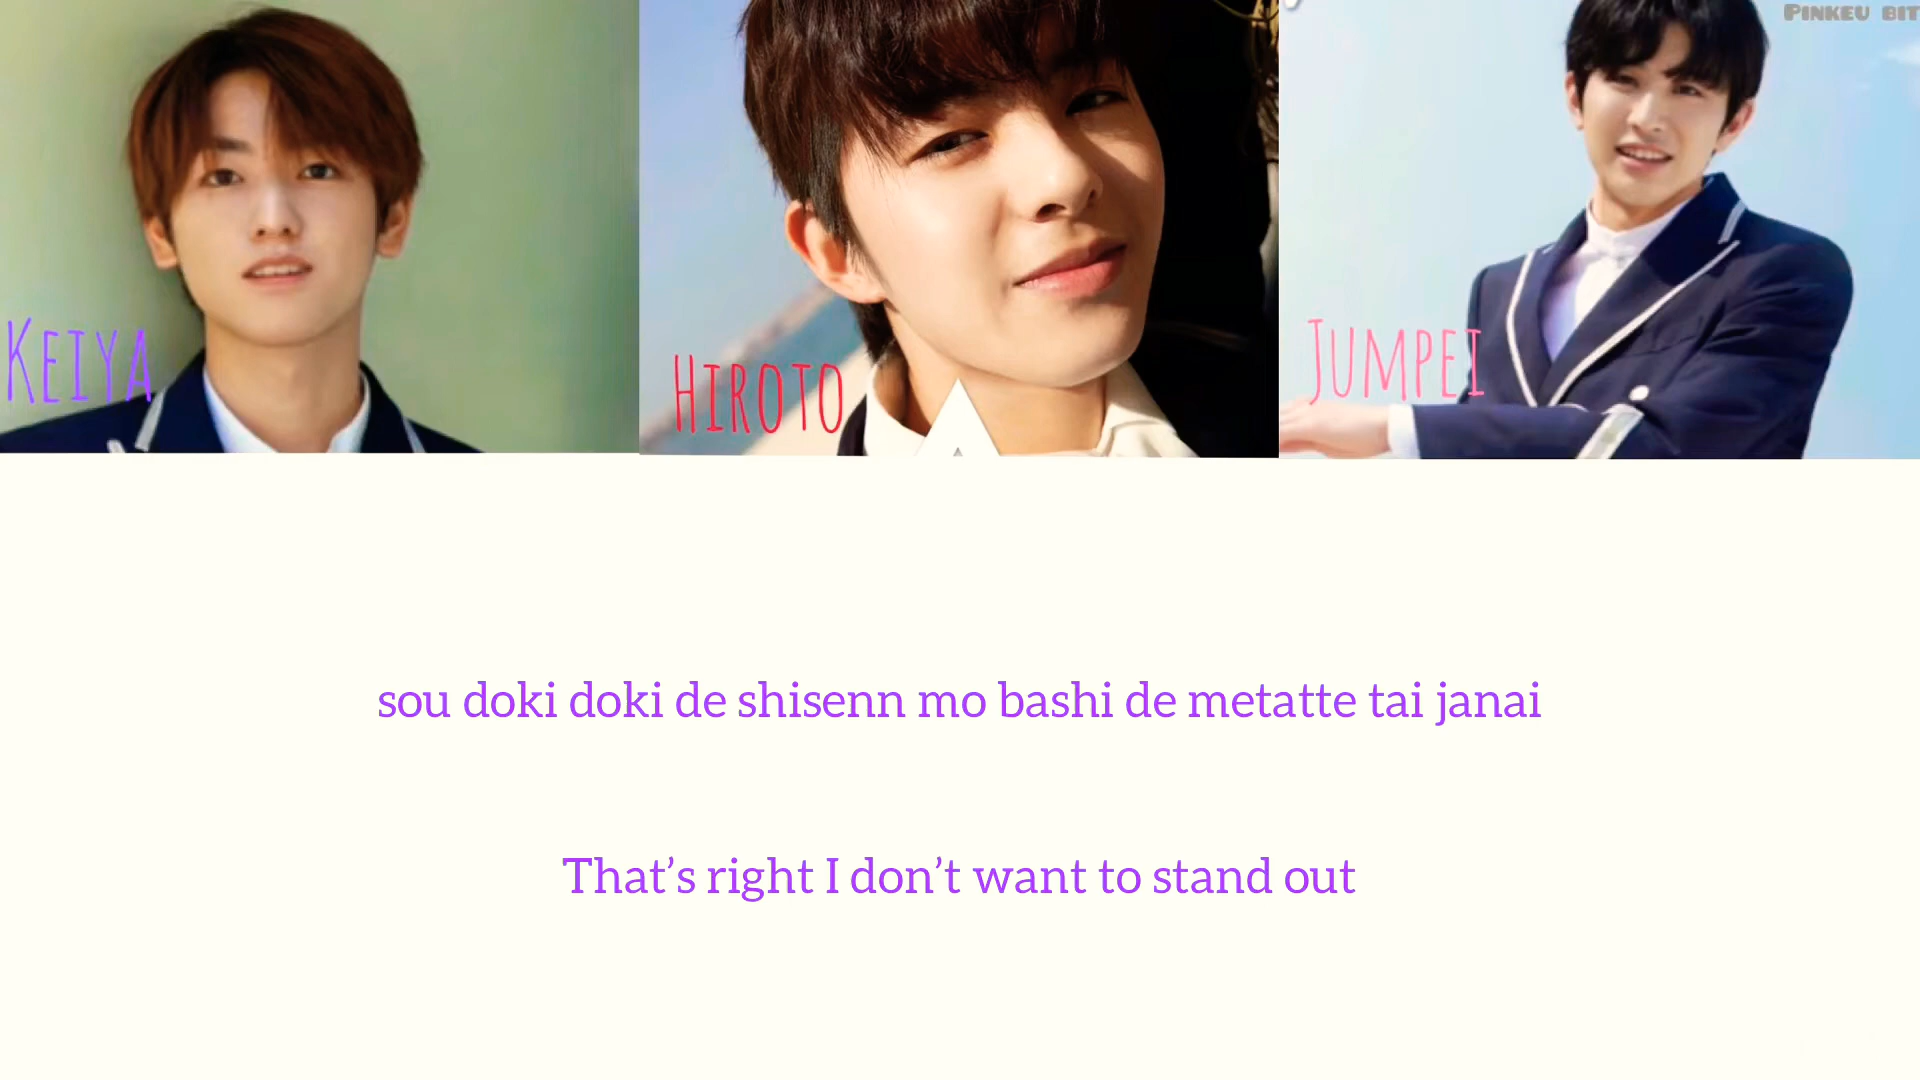 PINKEU BIT
KEIYA
HIROTO
JUMPEI
sou doki doki de shisenn mo bashi de metatte tai janai
That's right I don't want to stand out